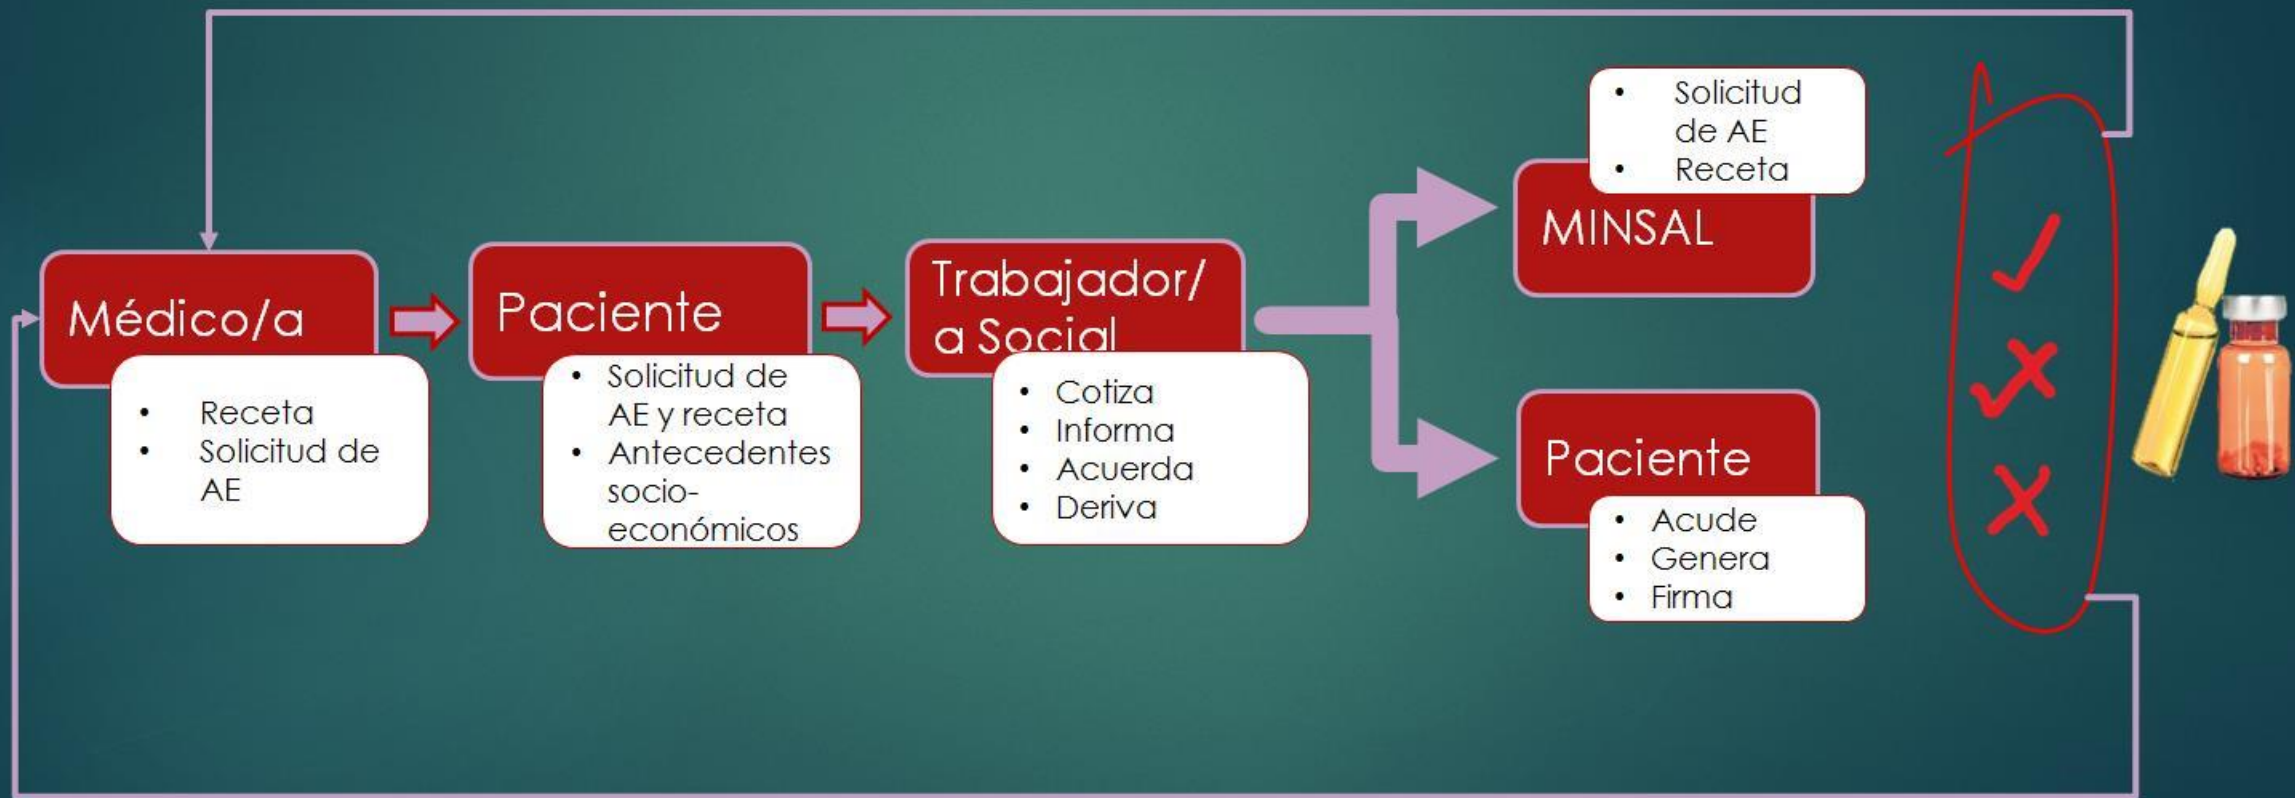 Médico/a
• Receta
• Solicitud de
AE
Paciente
• Solicitud de
AE y receta
• Antecedentes
socio-
económicos
Trabajador/
a Social
• Cotiza
• Informa
• Acuerda
• Deriva
• Solicitud
de AE
• Receta
MINSAL
Paciente
• Acude
• Genera
• Firma